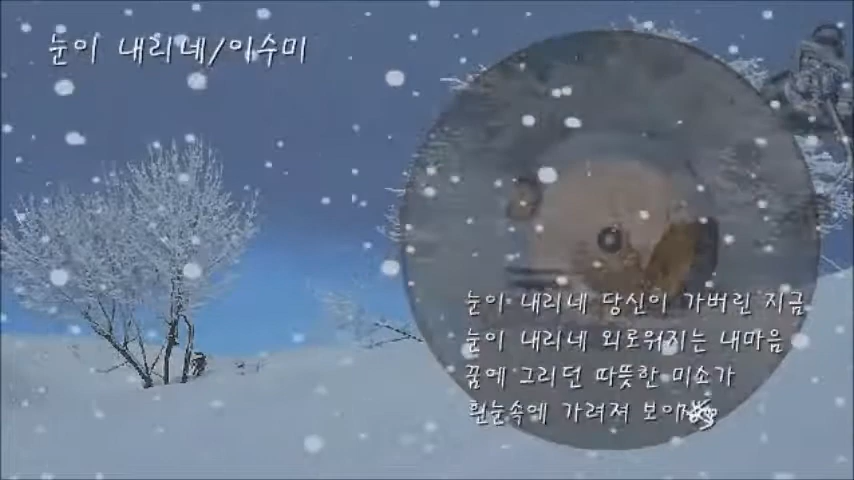 눈이 내리네/이수미
눈이 내리네 당신이 가버린 지금
눈이 내리네 외로워지는 내마음
꿈에 그리던 따뜻한 미소가
흰눈속에 가려져 보이